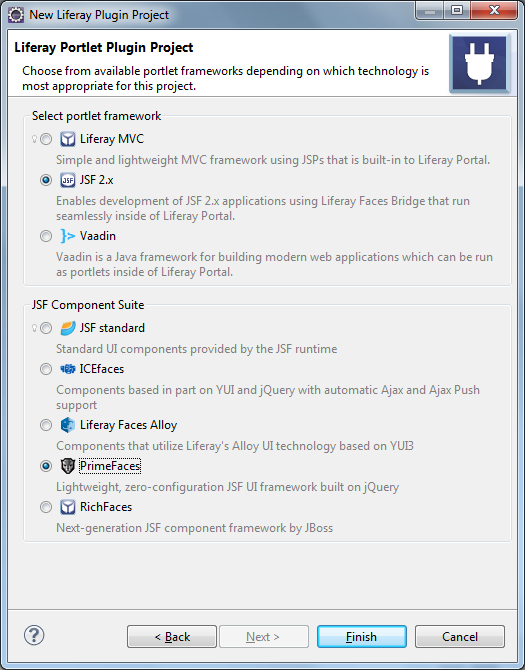 New Liferay Plugin Project
Liferay Portlet Plugin Project
Choose from available portlet frameworks depending on which technology is
most appropriate for this project.
Select portlet framework
Liferay MVC
Simple and lightweight MVC framework using JSPs that is built-in to Liferay Portal.
JSF JSF 2.x
Enables development of JSF 2.x applications using Liferay Faces Bridge that run
seamlessly inside of Liferay Portal.
Vaadin
Vaadin is a Java framework for building modern web applications which can be run
as portlets inside of Liferay Portal.
JSF Component Suite
JSF standard
Standard UI components provided by the JSF runtime
ICEfaces
Components based in part on YUI and jQuery with automatic Ajax and Ajax Push
support
Liferay Faces Alloy
Components that utilize Liferay's Alloy UI technology based on YUI3
PrimeFaces
Lightweight, zero-configuration JSF UI framework built on jQuery
RichFaces
Next-generation JSF component framework by JBoss
? < Back Next > Finish Cancel